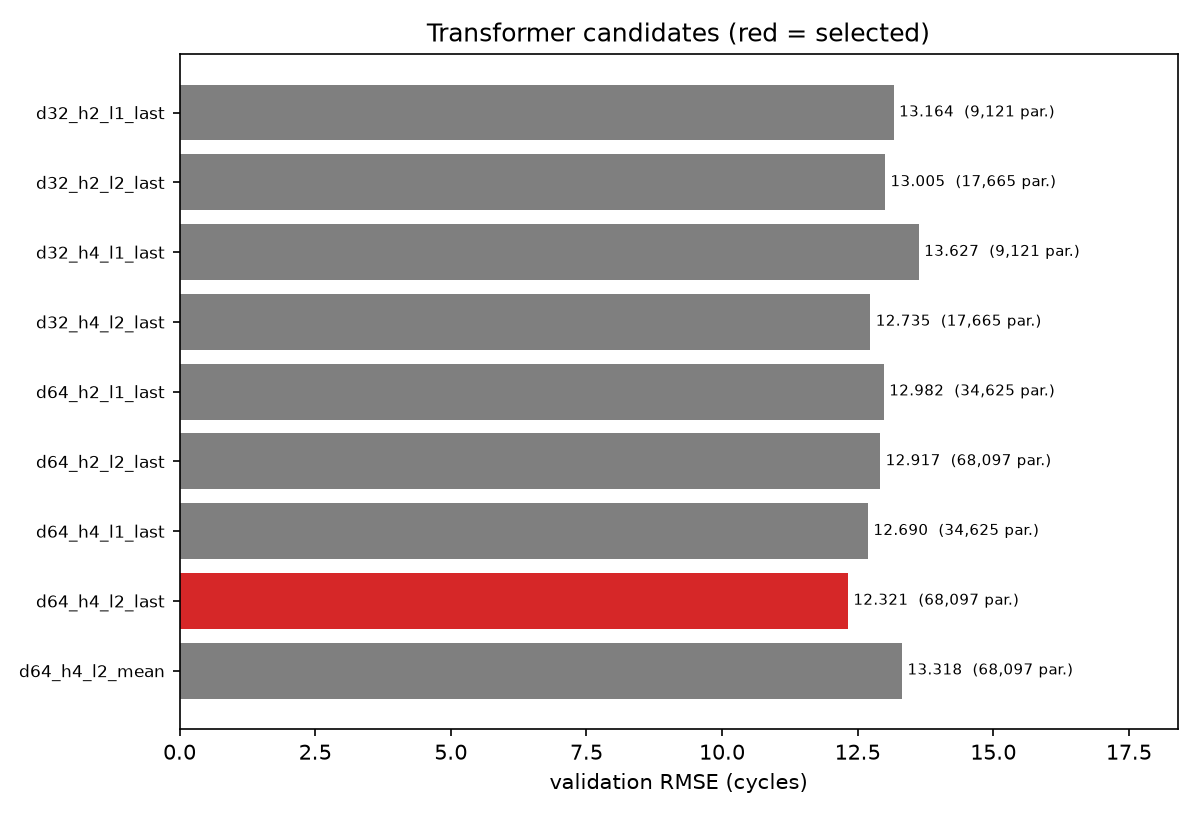 Transformer candidates (red = selected)
d32_h2_l1_last 13.164 (9,121 par.)
d32_h2_l2_last 13.005 (17,665 par.)
d32_h4_l1_last 13.627 (9,121 par.)
d32_h4_l2_last 12.735 (17,665 par.)
d64_h2_l1_last 12.982 (34,625 par.)
d64_h2_l2_last 12.917 (68,097 par.)
d64_h4_l1_last 12.690 (34,625 par.)
d64_h4_l2_last 12.321 (68,097 par.)
d64_h4_l2_mean 13.318 (68,097 par.)
0.0 2.5 5.0 7.5 10.0 12.5 15.0 17.5
validation RMSE (cycles)